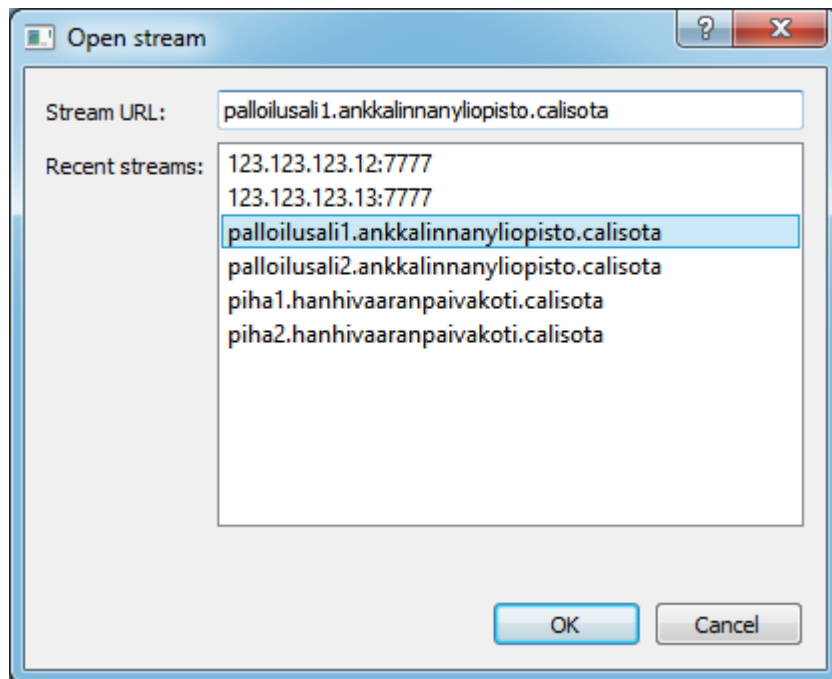 Open stream
Stream URL: palloilusali1.ankkalinnanyliopisto.calisota
Recent streams: 123.123.123.12:7777
123.123.123.13:7777
palloilusali1.ankkalinnanyliopisto.calisota
palloilusali2.ankkalinnanyliopisto.calisota
piha1.hanhivaaranpaivakoti.calisota
piha2.hanhivaaranpaivakoti.calisota
OK Cancel